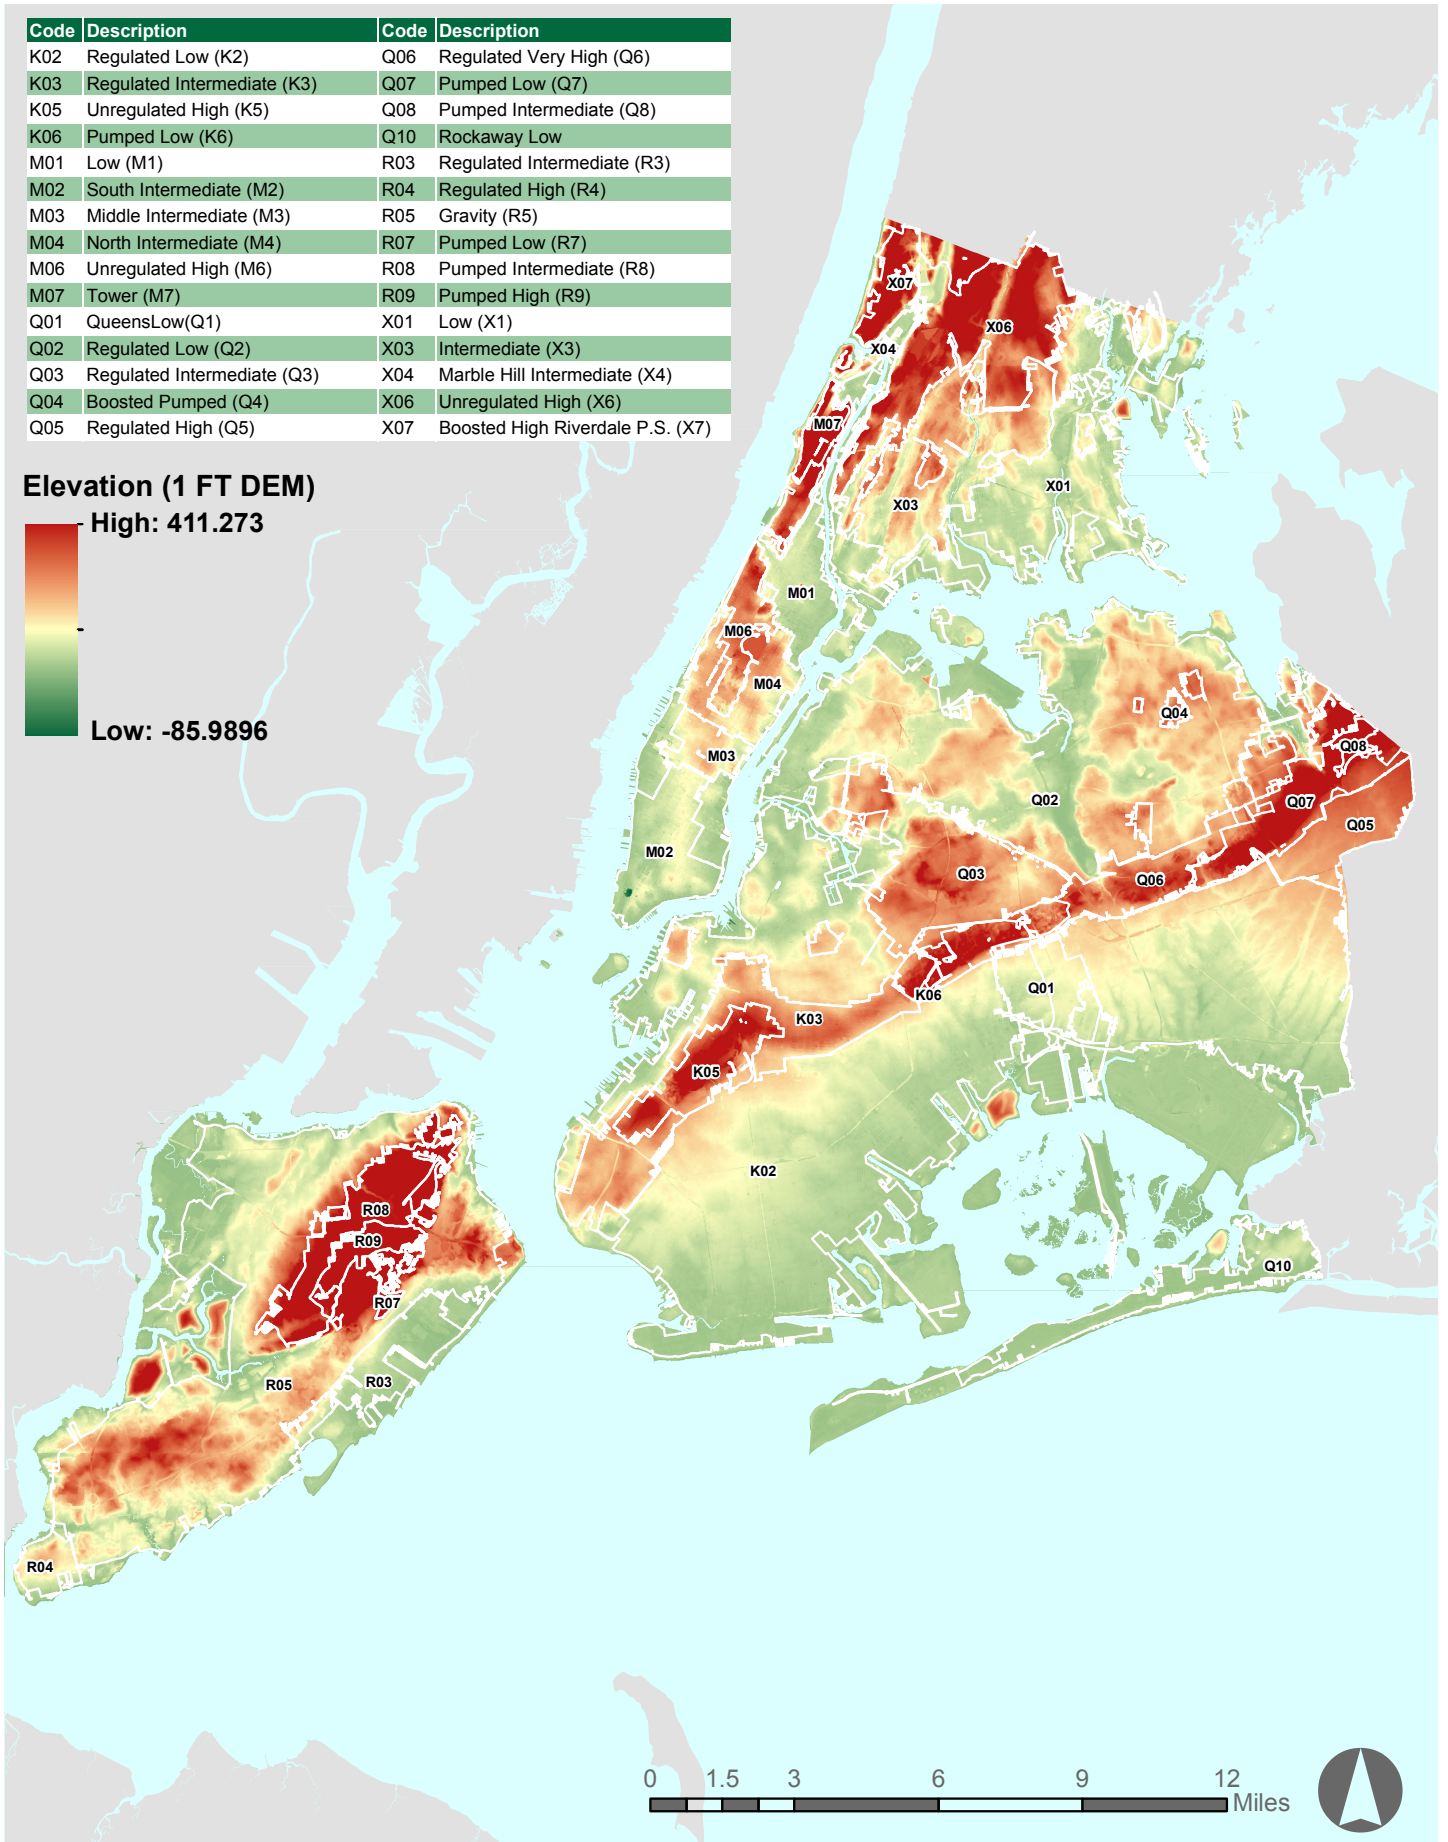 Code Description Code Description
K02 Regulated Low (K2) Q06 Regulated Very High (Q6)
K03 Regulated Intermediate (K3) Q07 Pumped Low (Q7)
K05 Unregulated High (K5) Q08 Pumped Intermediate (Q8)
K06 Pumped Low (K6) Q10 Rockaway Low
M01 Low (M1) R03 Regulated Intermediate (R3)
M02 South Intermediate (M2) R04 Regulated High (R4)
M03 Middle Intermediate (M3) R05 Gravity (R5)
M04 North Intermediate (M4) R07 Pumped Low (R7)
M06 Unregulated High (M6) R08 Pumped Intermediate (R8)
M07 Tower (M7) R09 Pumped High (R9)
Q01 QueensLow(Q1) X01 Low (X1)
Q02 Regulated Low (Q2) X03 Intermediate (X3)
Q03 Regulated Intermediate (Q3) X04 Marble Hill Intermediate (X4)
Q04 Boosted Pumped (Q4) X06 Unregulated High (X6)
Q05 Regulated High (Q5) X07 Boosted High Riverdale P.S. (X7)
Elevation (1 FT DEM)
High: 411.273
Low: -85.9896
X07
X06
X04
M07
X01
X03
M01
M06
M04
Q04
Q08
M03
Q02
Q07
Q05
M02
Q03
Q06
Q01
K06
K03
K05
K02
R08
R09
Q10
R07
R05
R03
R04
0 1.5 3 6 9 12
Miles